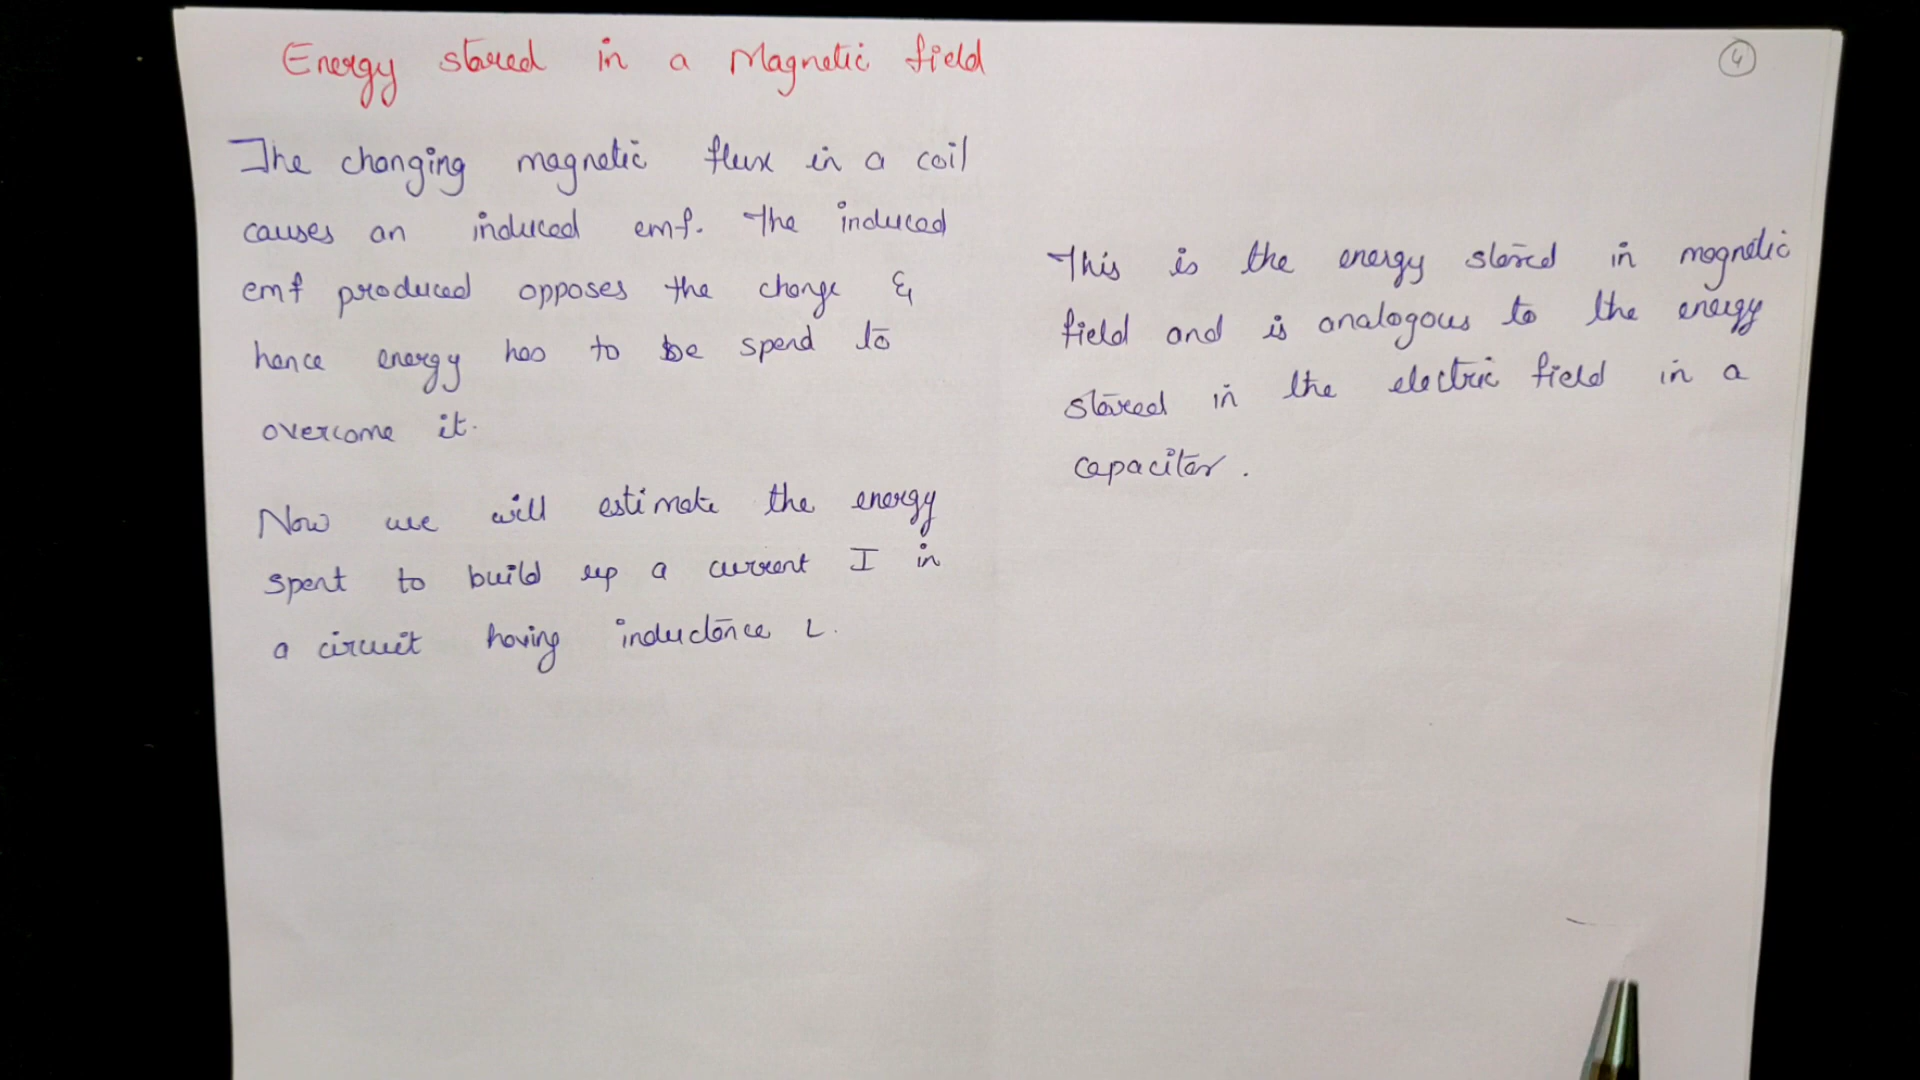 Energy stored in a Magnetic field
4
The changing magnetic flux in a coil
causes an induced emf. The induced
emf produced opposes the change &
hence energy has to be spend to
overcome it.
Now we will estimate the energy
spent to build up a current I in
a circuit having inductance L.
This is the energy stored in magnetic
field and is analogous to the energy
stored in the electric field in a
capacitor.